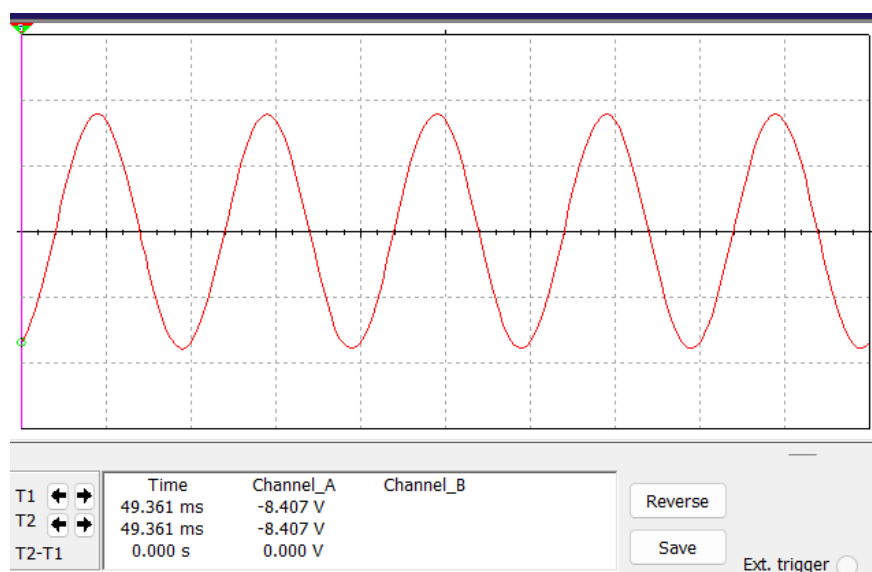 Time Channel_A Channel_B
T1 49.361 ms -8.407 V
T2 49.361 ms -8.407 V
T2-T1 0.000 s 0.000 V
Reverse
Save
Ext. trigger